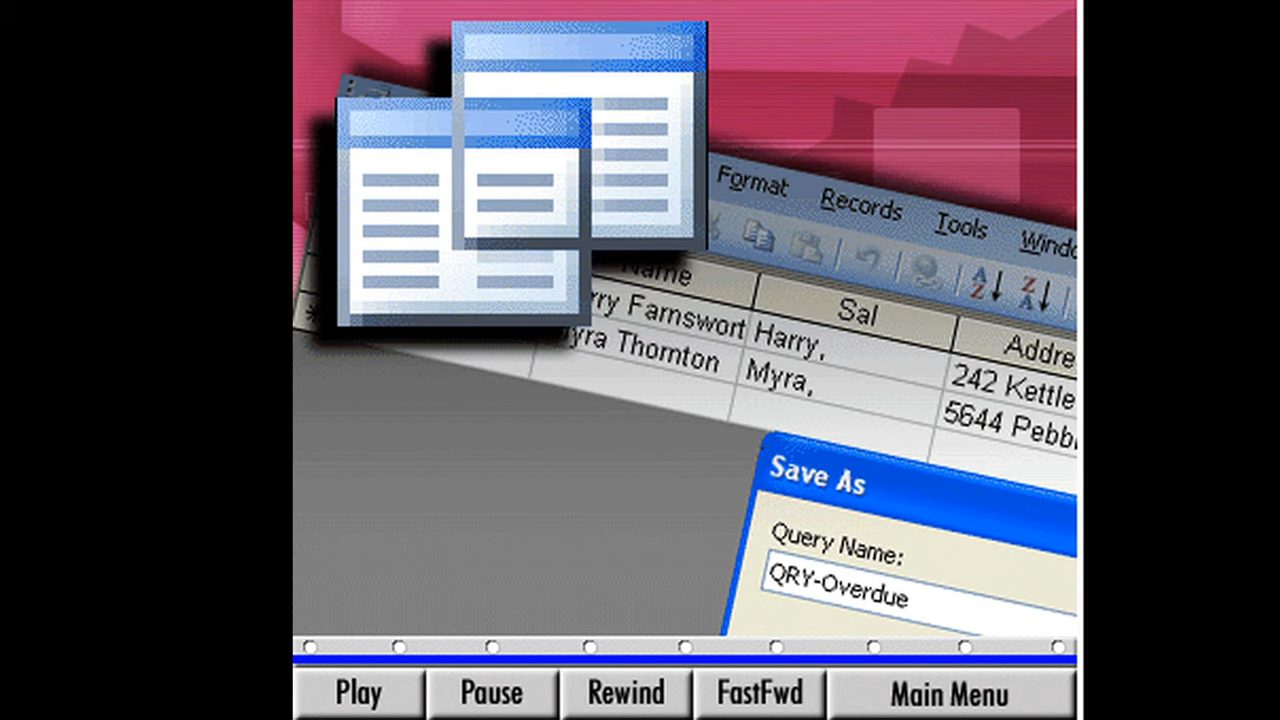 Format Records Tools
Name Sal
Harry,
Thornton Myra, 242 Kettle
5644
Save As
Query Name:
QRY-Overdue
Play Pause Rewind FastFwd Main Menu